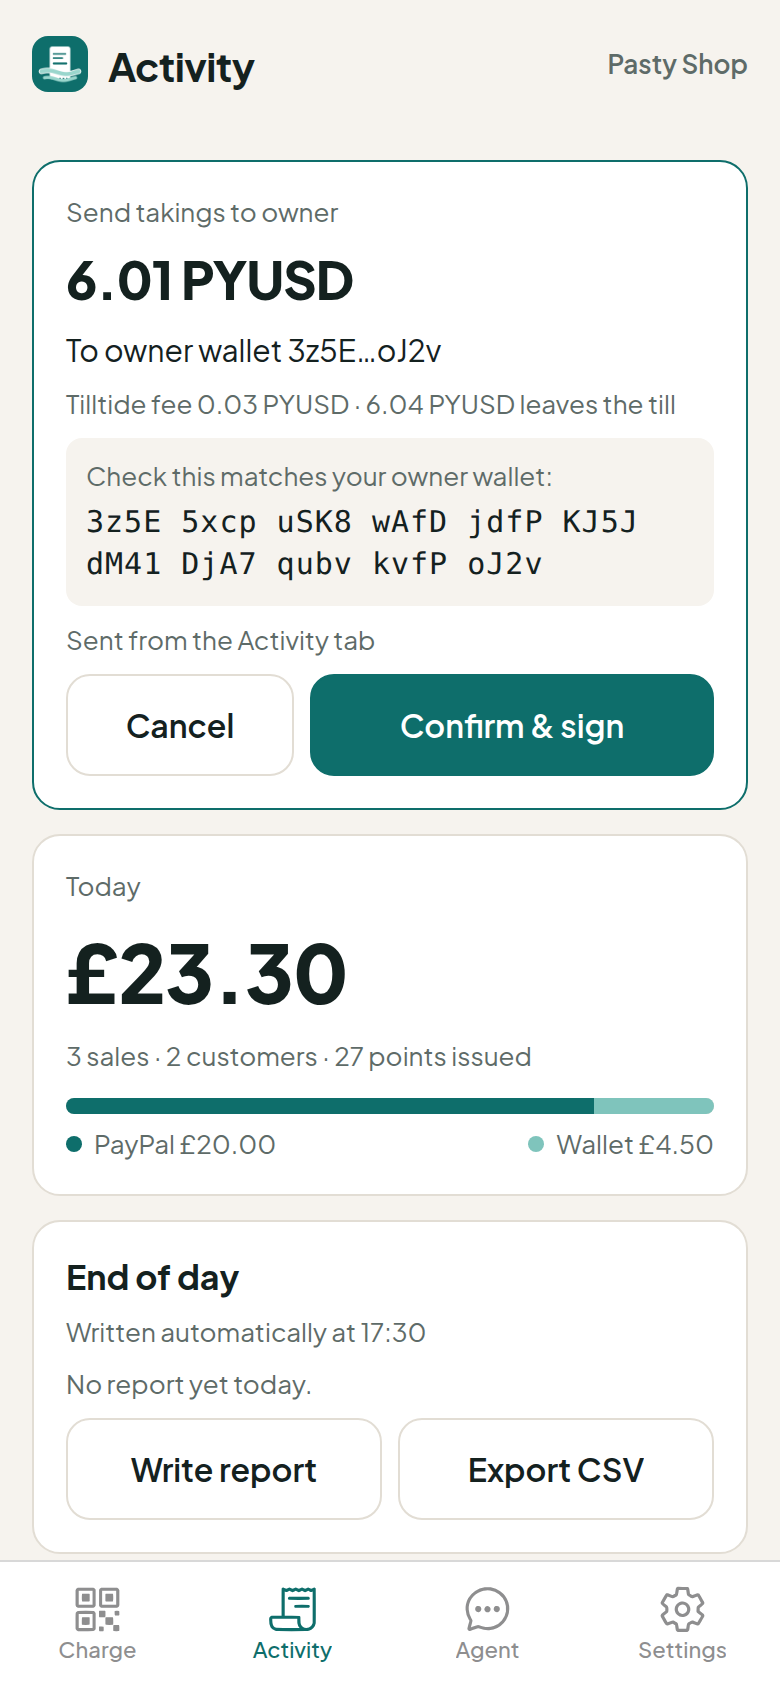 Activity
Pasty Shop
Send takings to owner
6.01 PYUSD
To owner wallet 3z5E…oJ2v
Tilltide fee 0.03 PYUSD · 6.04 PYUSD leaves the till
Check this matches your owner wallet:
3z5E 5xcp uSK8 wAfD jdfP KJ5J
dM41 DjA7 qubv kvfP oJ2v
Sent from the Activity tab
Cancel
Confirm & sign
Today
£23.30
3 sales · 2 customers · 27 points issued
PayPal £20.00
Wallet £4.50
End of day
Written automatically at 17:30
No report yet today.
Write report
Export CSV
Charge
Activity
Agent
Settings